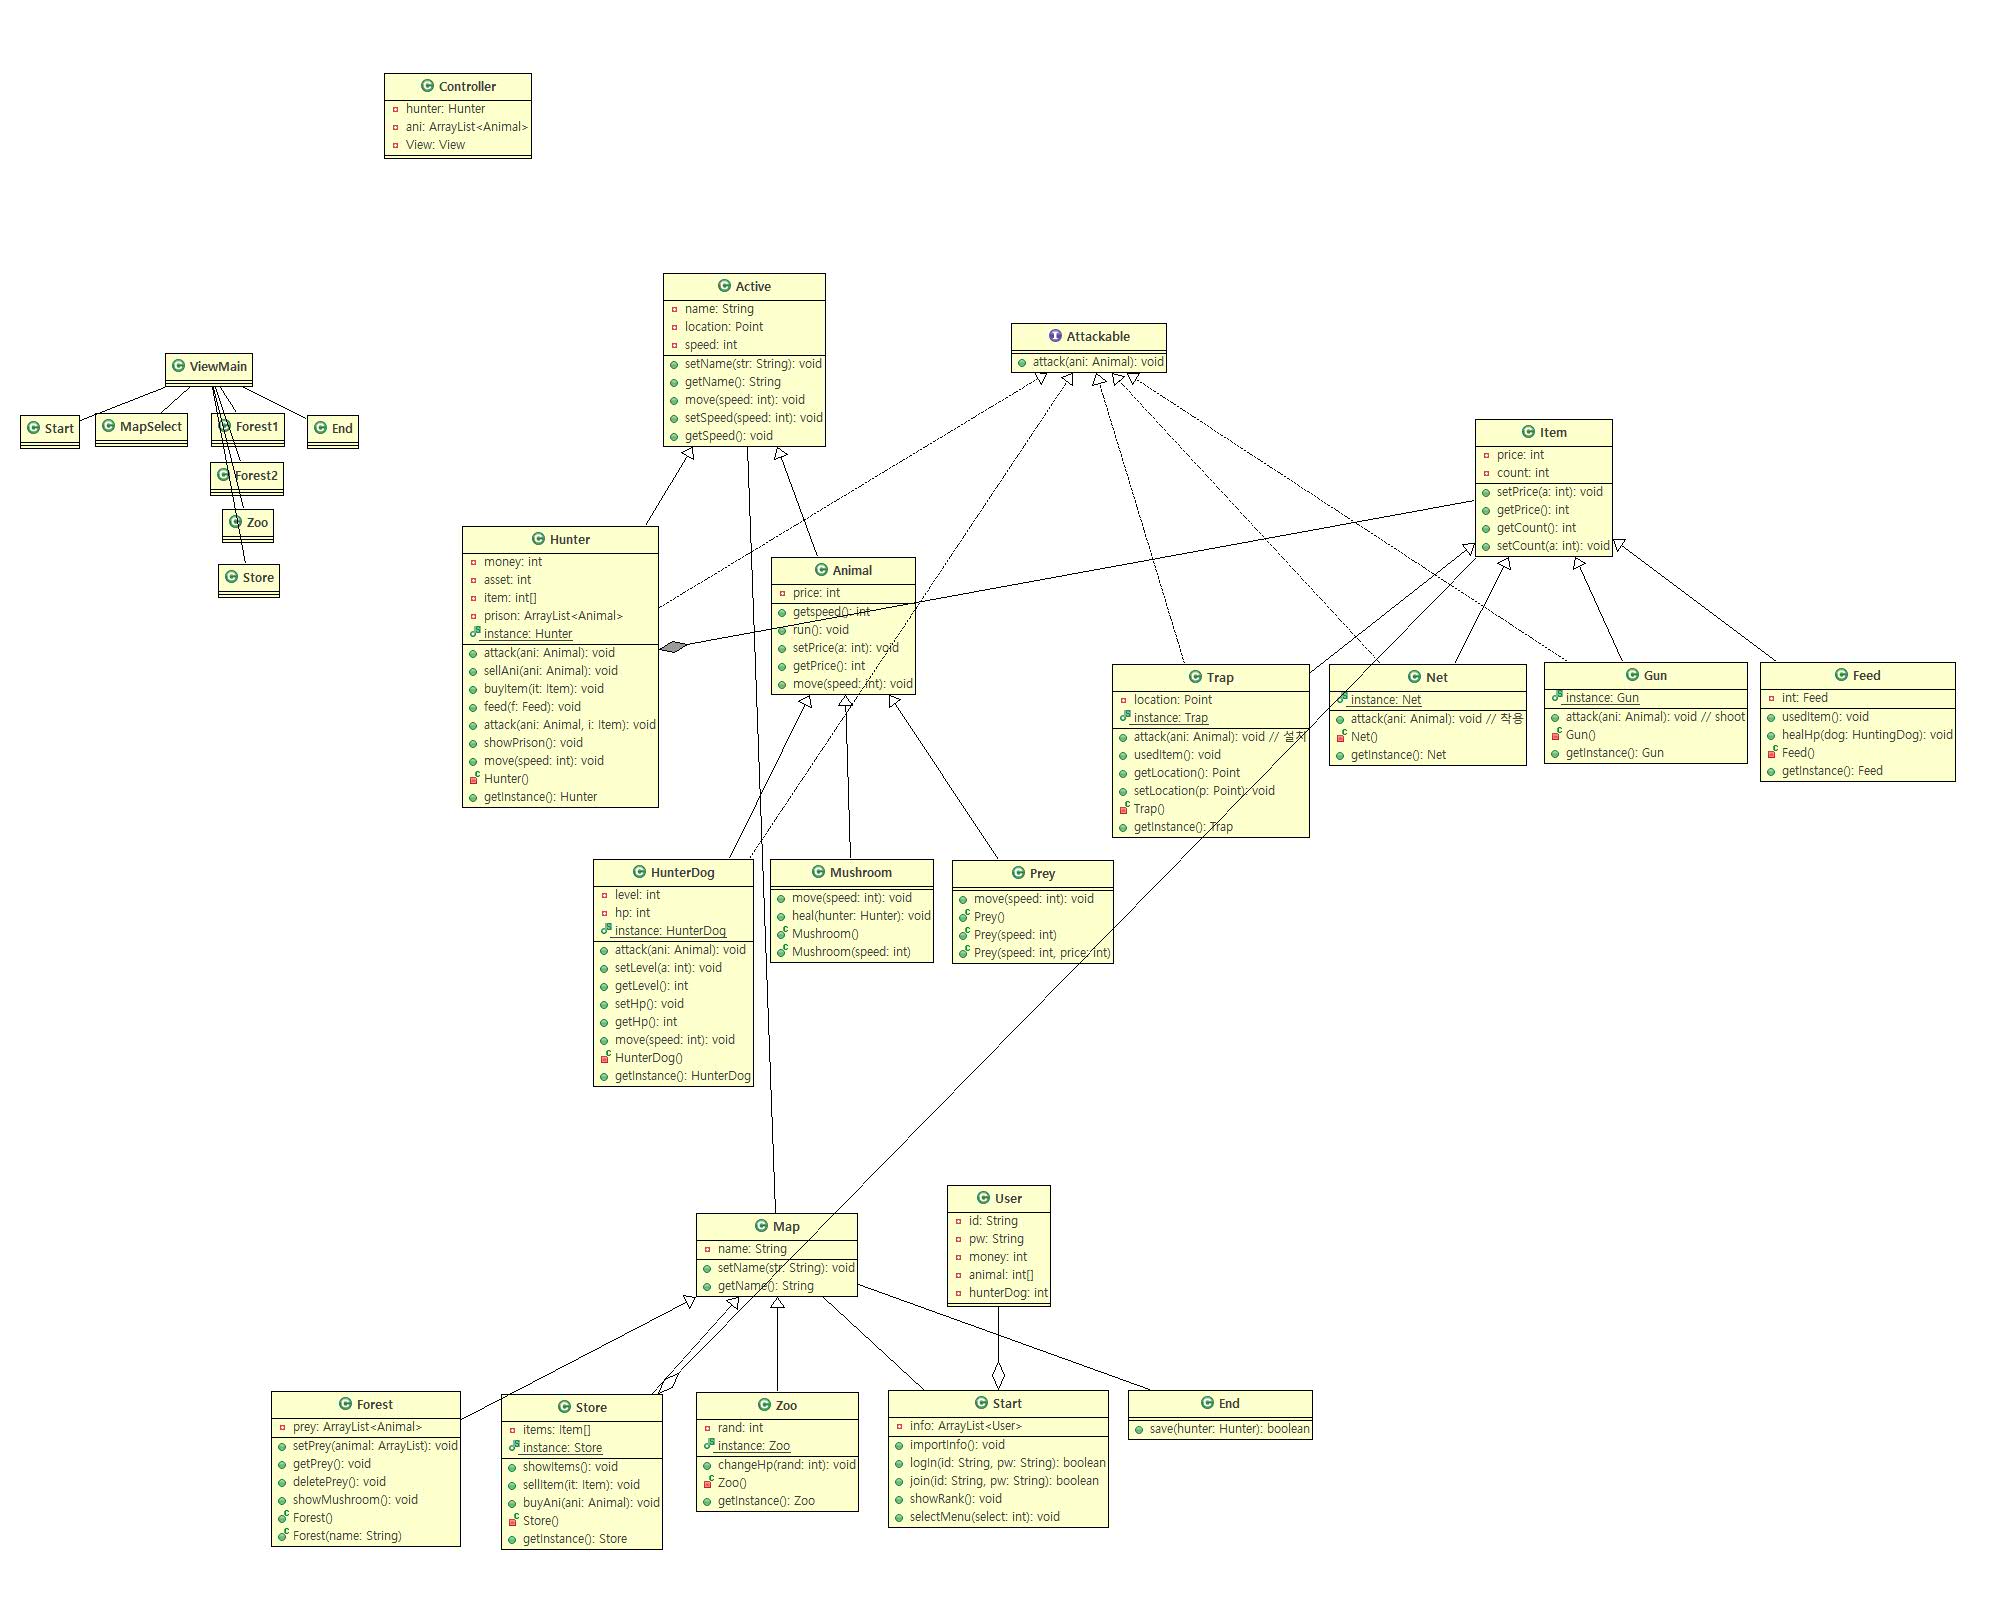 Controller
hunter: Hunter
ani: ArrayList<Animal>
View: View
ViewMain
Start
MapSelect
Forest1
End
Forest2
Zoo
Store
Active
name: String
location: Point
speed: int
setName(str: String): void
getName(): String
move(speed: int): void
setSpeed(speed: int): void
getSpeed(): void
Attackable
attack(ani: Animal): void
Item
price: int
count: int
setPrice(a: int): void
getPrice(): int
getCount(): int
setCount(a: int): void
Hunter
money: int
asset: int
item: int[]
prison: ArrayList<Animal>
instance: Hunter
attack(ani: Animal): void
sellAni(ani: Animal): void
buyItem(it: Item): void
feed(f: Feed): void
attack(ani: Animal, i: Item): void
showPrison(): void
move(speed: int): void
Hunter()
getInstance(): Hunter
Animal
price: int
getspeed(): int
run(): void
setPrice(a: int): void
getPrice(): int
move(speed: int): void
Trap
location: Point
instance: Trap
attack(ani: Animal): void // 설치
usedItem(): void
getLocation(): Point
setLocation(p: Point): void
Trap()
getInstance(): Trap
Net
instance: Net
attack(ani: Animal): void // 착용
Net()
getInstance(): Net
Gun
instance: Gun
attack(ani: Animal): void // shoot
Gun()
getInstance(): Gun
Feed
int: Feed
usedItem(): void
healHp(dog: HuntingDog): void
Feed()
getInstance(): Feed
HunterDog
level: int
hp: int
instance: HunterDog
attack(ani: Animal): void
setLevel(a: int): void
getLevel(): int
setHp(): void
getHp(): int
move(speed: int): void
HunterDog()
getInstance(): HunterDog
Mushroom
move(speed: int): void
heal(hunter: Hunter): void
Mushroom()
Mushroom(speed: int)
Prey
move(speed: int): void
Prey()
Prey(speed: int)
Prey(speed: int, price: int)
Map
name: String
setName(str: String): void
getName(): String
User
id: String
pw: String
money: int
animal: int[]
hunterDog: int
Forest
prey: ArrayList<Animal>
setPrey(animal: ArrayList): void
getPrey(): void
deletePrey(): void
showMushroom(): void
Forest()
Forest(name: String)
Store
items: Item[]
instance: Store
showItems(): void
sellItem(it: Item): void
buyAni(ani: Animal): void
Store()
getInstance(): Store
Zoo
rand: int
instance: Zoo
changeHp(rand: int): void
Zoo()
getInstance(): Zoo
Start
info: ArrayList<User>
importInfo(): void
logIn(id: String, pw: String): boolean
join(id: String, pw: String): boolean
showRank(): void
selectMenu(select: int): void
End
save(hunter: Hunter): boolean